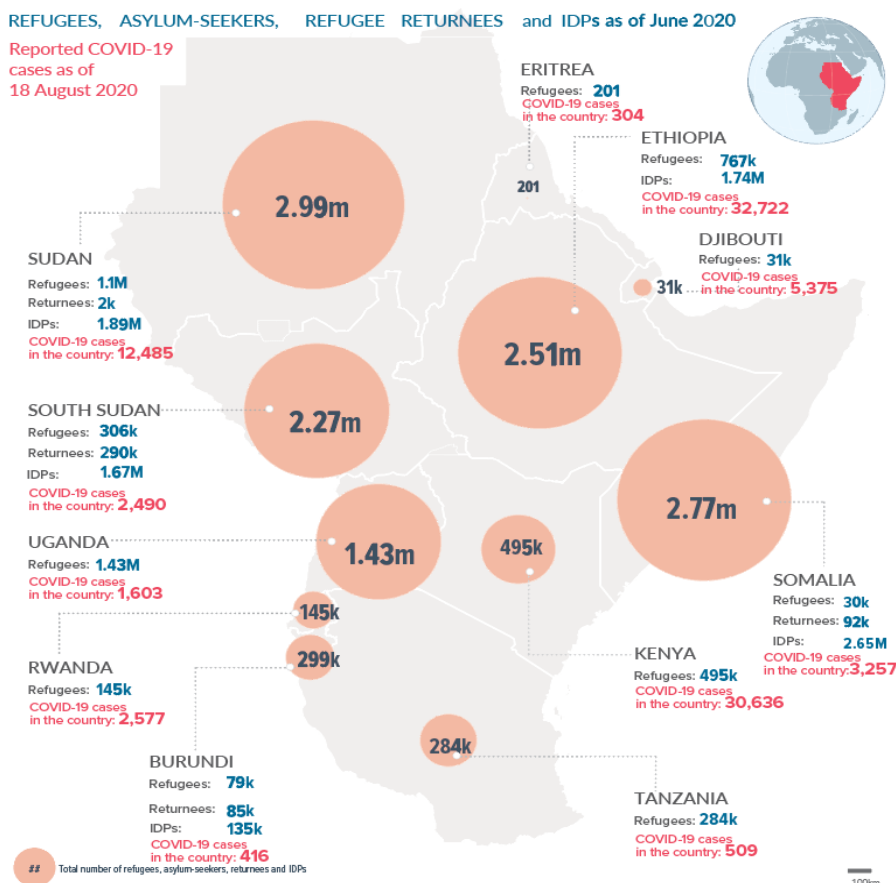 REFUGEES, ASYLUM-SEEKERS, REFUGEE RETURNEES and IDPs as of June 2020
Reported COVID-19
cases as of
18 August 2020
ERITREA
Refugees: 201
COVID-19 cases
in the country: 304
201
ETHIOPIA
Refugees: 767k
IDPs: 1.74M
COVID-19 cases
in the country: 32,722
2.51m
DJIBOUTI
Refugees: 31k
COVID-19 cases
in the country: 5,375
31k
2.99m
SUDAN
Refugees: 1.1M
Returnees: 2k
IDPs: 1.89M
COVID-19 cases
in the country: 12,485
SOUTH SUDAN
Refugees: 306k
Returnees: 290k
IDPs: 1.67M
COVID-19 cases
in the country: 2,490
2.27m
UGANDA
Refugees: 1.43M
COVID-19 cases
in the country: 1,603
1.43m
495k
2.77m
SOMALIA
Refugees: 30k
Returnees: 92k
IDPs: 2.65M
COVID-19 cases
in the country: 3,257
145k
299k
RWANDA
Refugees: 145k
COVID-19 cases
in the country: 2,577
KENYA
Refugees: 495k
COVID-19 cases
in the country: 30,636
BURUNDI
Refugees: 79k
Returnees: 85k
IDPs: 135k
COVID-19 cases
in the country: 416
284k
TANZANIA
Refugees: 284k
COVID-19 cases
in the country: 509
## Total number of refugees, asylum-seekers, returnees and IDPs
100km